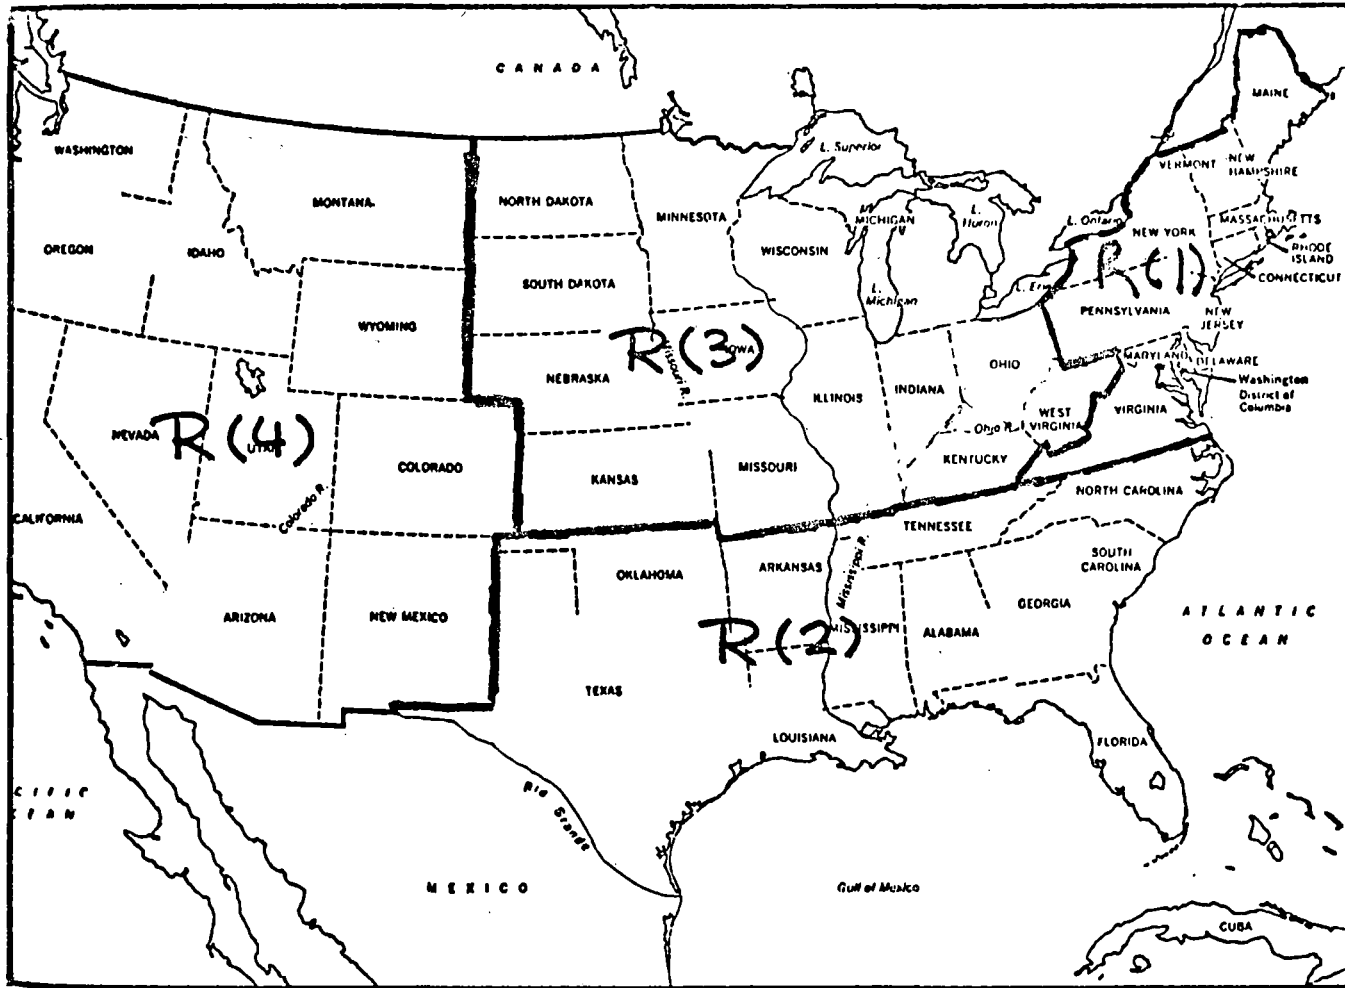 CANADA
MAINE
WASHINGTON
L. Superior
VERMONT
NEW
HAMPSHIRE
MONTANA
NORTH DAKOTA
MINNESOTA
MICHIGAN
L.
Huron
L. Ontario
NEW YORK
MASSACHUSETTS
OREGON
IDAHO
WISCONSIN
RHODE
ISLAND
R(1)
CONNECTICUT
SOUTH DAKOTA
L.
Michigan
L. Erie
PENNSYLVANIA
NEW
JERSEY
WYOMING
R(3)
IOWA
Missouri R.
NEBRASKA
OHIO
MARYLAND
DELAWARE
Washington
District of
Columbia
ILLINOIS
INDIANA
WEST
VIRGINIA
VIRGINIA
NEVADA
R(4)
UTAH
Ohio R.
COLORADO
KANSAS
MISSOURI
KENTUCKY
NORTH CAROLINA
Colorado R.
CALIFORNIA
TENNESSEE
SOUTH
CAROLINA
OKLAHOMA
ARKANSAS
Mississippi R.
GEORGIA
ARIZONA
NEW MEXICO
R(2)
MISSISSIPPI
ALABAMA
ATLANTIC
OCEAN
TEXAS
LOUISIANA
FLORIDA
CIFIC
CEAN
Rio Grande
MEXICO
Gulf of Mexico
CUBA